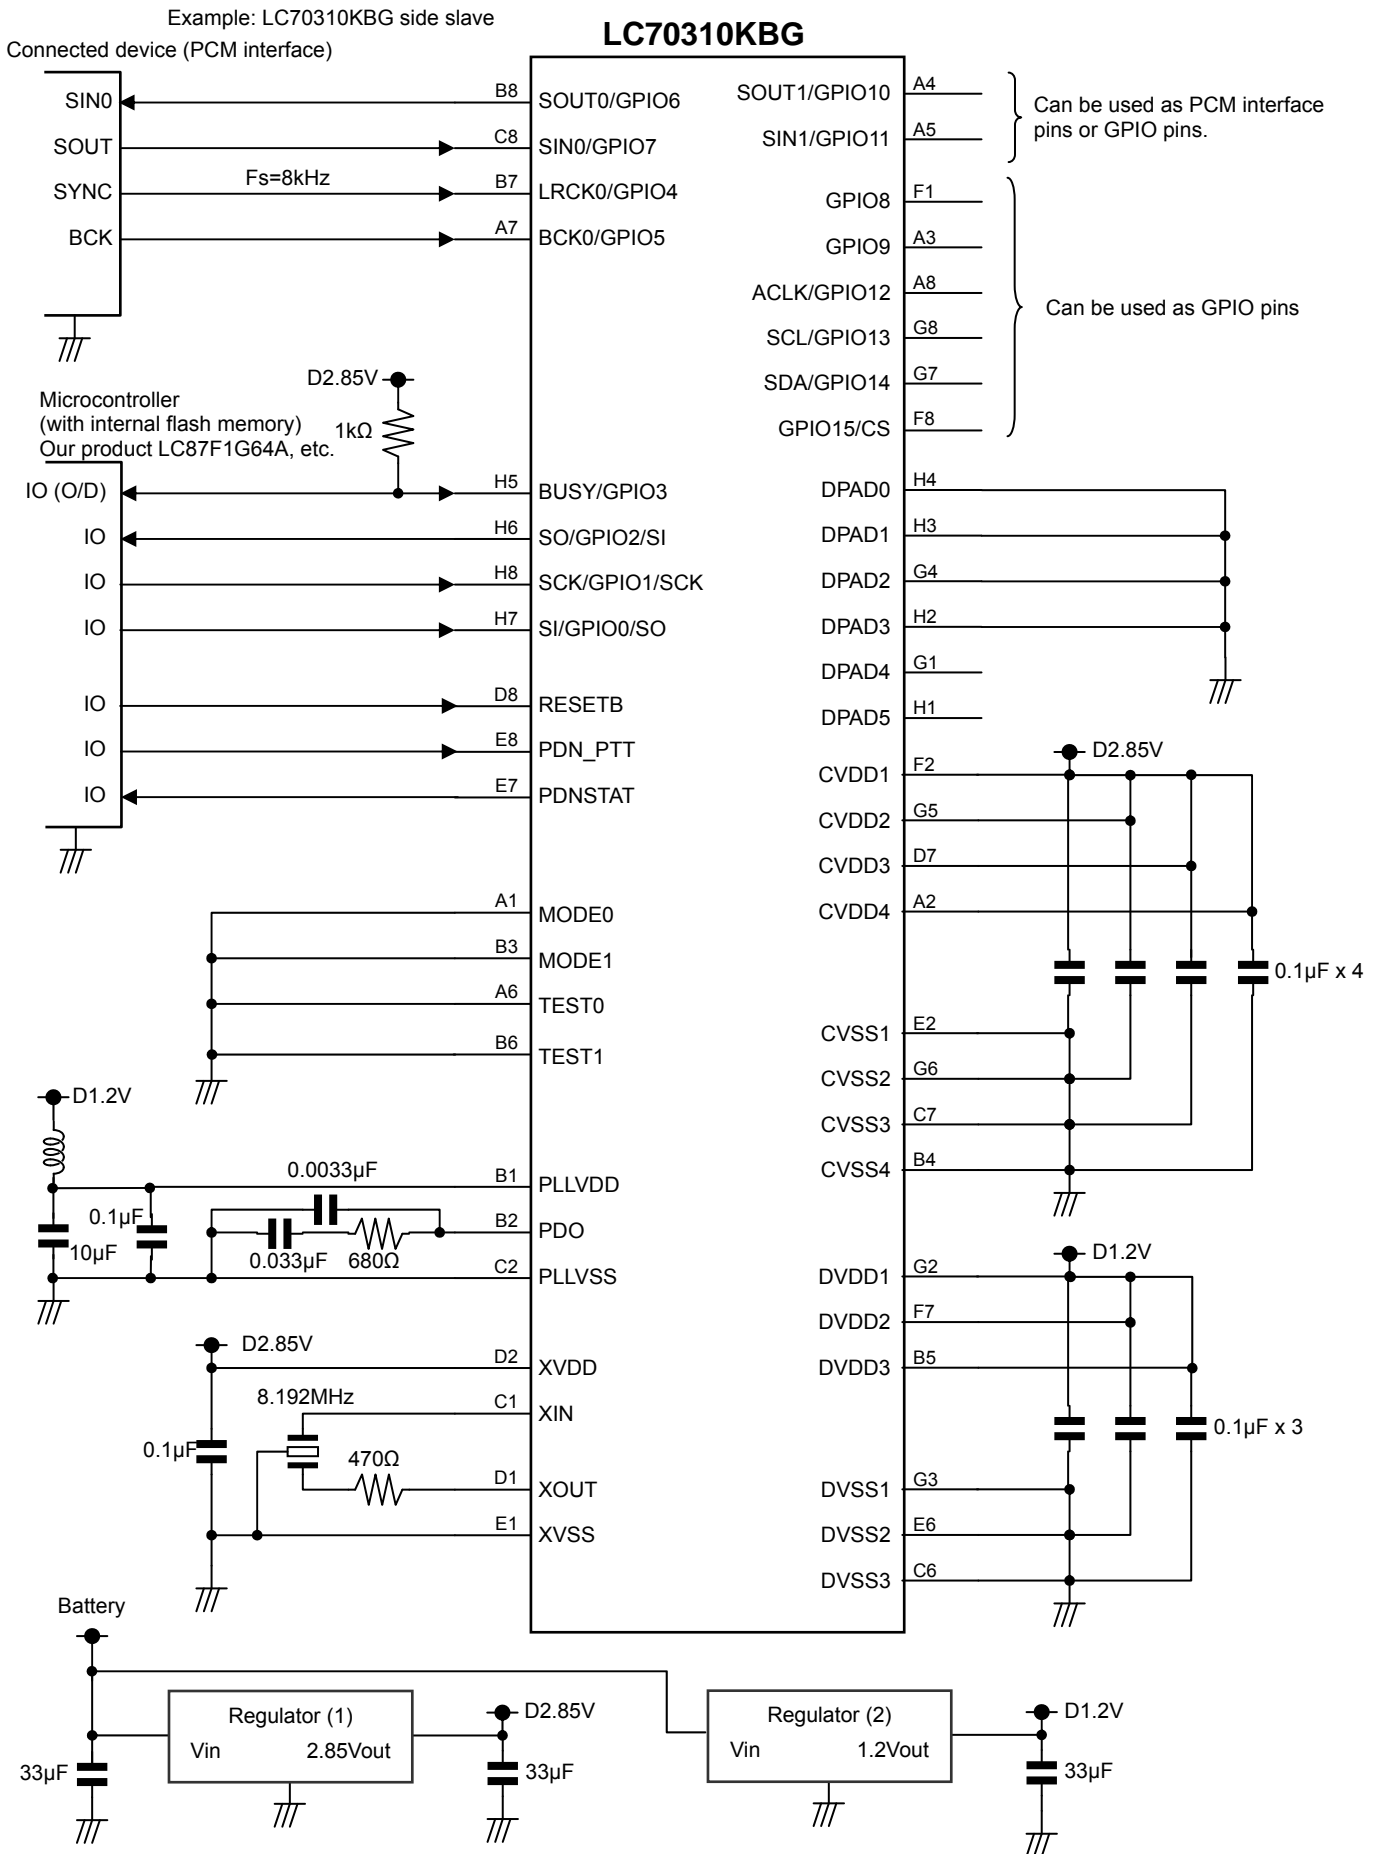 Example: LC70310KBG side slave
LC70310KBG
Connected device (PCM interface)
SIN0
SOUT
SYNC
BCK
Fs=8kHz
B8
C8
B7
A7
SOUT0/GPIO6
SIN0/GPIO7
LRCK0/GPIO4
BCK0/GPIO5
SOUT1/GPIO10
SIN1/GPIO11
A4
A5
Can be used as PCM interface
pins or GPIO pins.
GPIO8
GPIO9
ACLK/GPIO12
SCL/GPIO13
SDA/GPIO14
GPIO15/CS
F1
A3
A8
G8
G7
F8
Can be used as GPIO pins
D2.85V
1kΩ
Microcontroller
(with internal flash memory)
Our product LC87F1G64A, etc.
IO (O/D)
IO
IO
IO
IO
IO
IO
H5
H6
H8
H7
D8
E8
E7
BUSY/GPIO3
SO/GPIO2/SI
SCK/GPIO1/SCK
SI/GPIO0/SO
RESETB
PDN_PTT
PDNSTAT
DPAD0
DPAD1
DPAD2
DPAD3
DPAD4
DPAD5
H4
H3
G4
H2
G1
H1
D2.85V
CVDD1
CVDD2
CVDD3
CVDD4
F2
G5
D7
A2
0.1µF x 4
CVSS1
CVSS2
CVSS3
CVSS4
E2
G6
C7
B4
A1
B3
A6
B6
MODE0
MODE1
TEST0
TEST1
D1.2V
10µF
0.1µF
0.0033µF
0.033µF
680Ω
B1
B2
C2
PLLVDD
PDO
PLLVSS
D1.2V
DVDD1
DVDD2
DVDD3
G2
F7
B5
0.1µF x 3
DVSS1
DVSS2
DVSS3
G3
E6
C6
D2.85V
0.1µF
8.192MHz
470Ω
D2
C1
D1
E1
XVDD
XIN
XOUT
XVSS
Battery
33µF
Regulator (1)
Vin
2.85Vout
D2.85V
33µF
Regulator (2)
Vin
1.2Vout
D1.2V
33µF